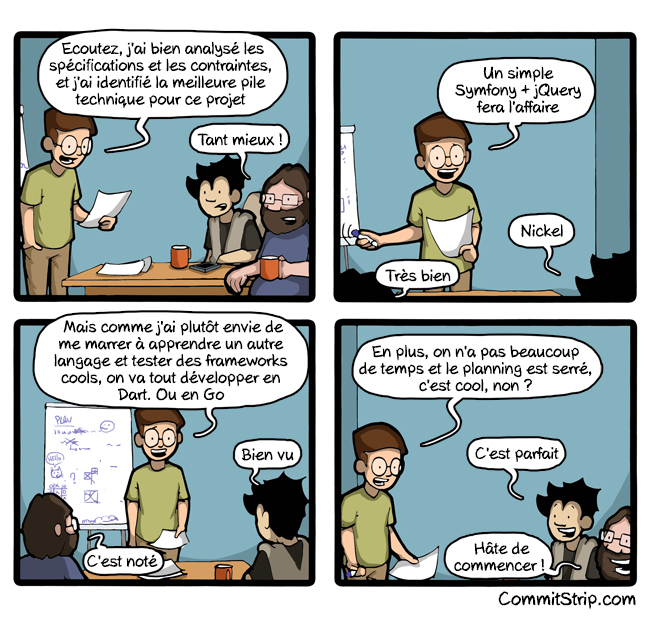 Ecoutez, j'ai bien analysé les
spécifications et les contraintes,
et j'ai identifié la meilleure pile
technique pour ce projet
Tant mieux !
Un simple
Symfony + jQuery
fera l'affaire
Nickel
Très bien
Mais comme j'ai plutôt envie de
me marrer à apprendre un autre
langage et tester des frameworks
cools, on va tout développer en
Dart. Ou en Go
PLAN
Bien vu
C'est noté
En plus, on n'a pas beaucoup
de temps et le planning est serré,
c'est cool, non ?
C'est parfait
Hâte de
commencer !
CommitStrip.com